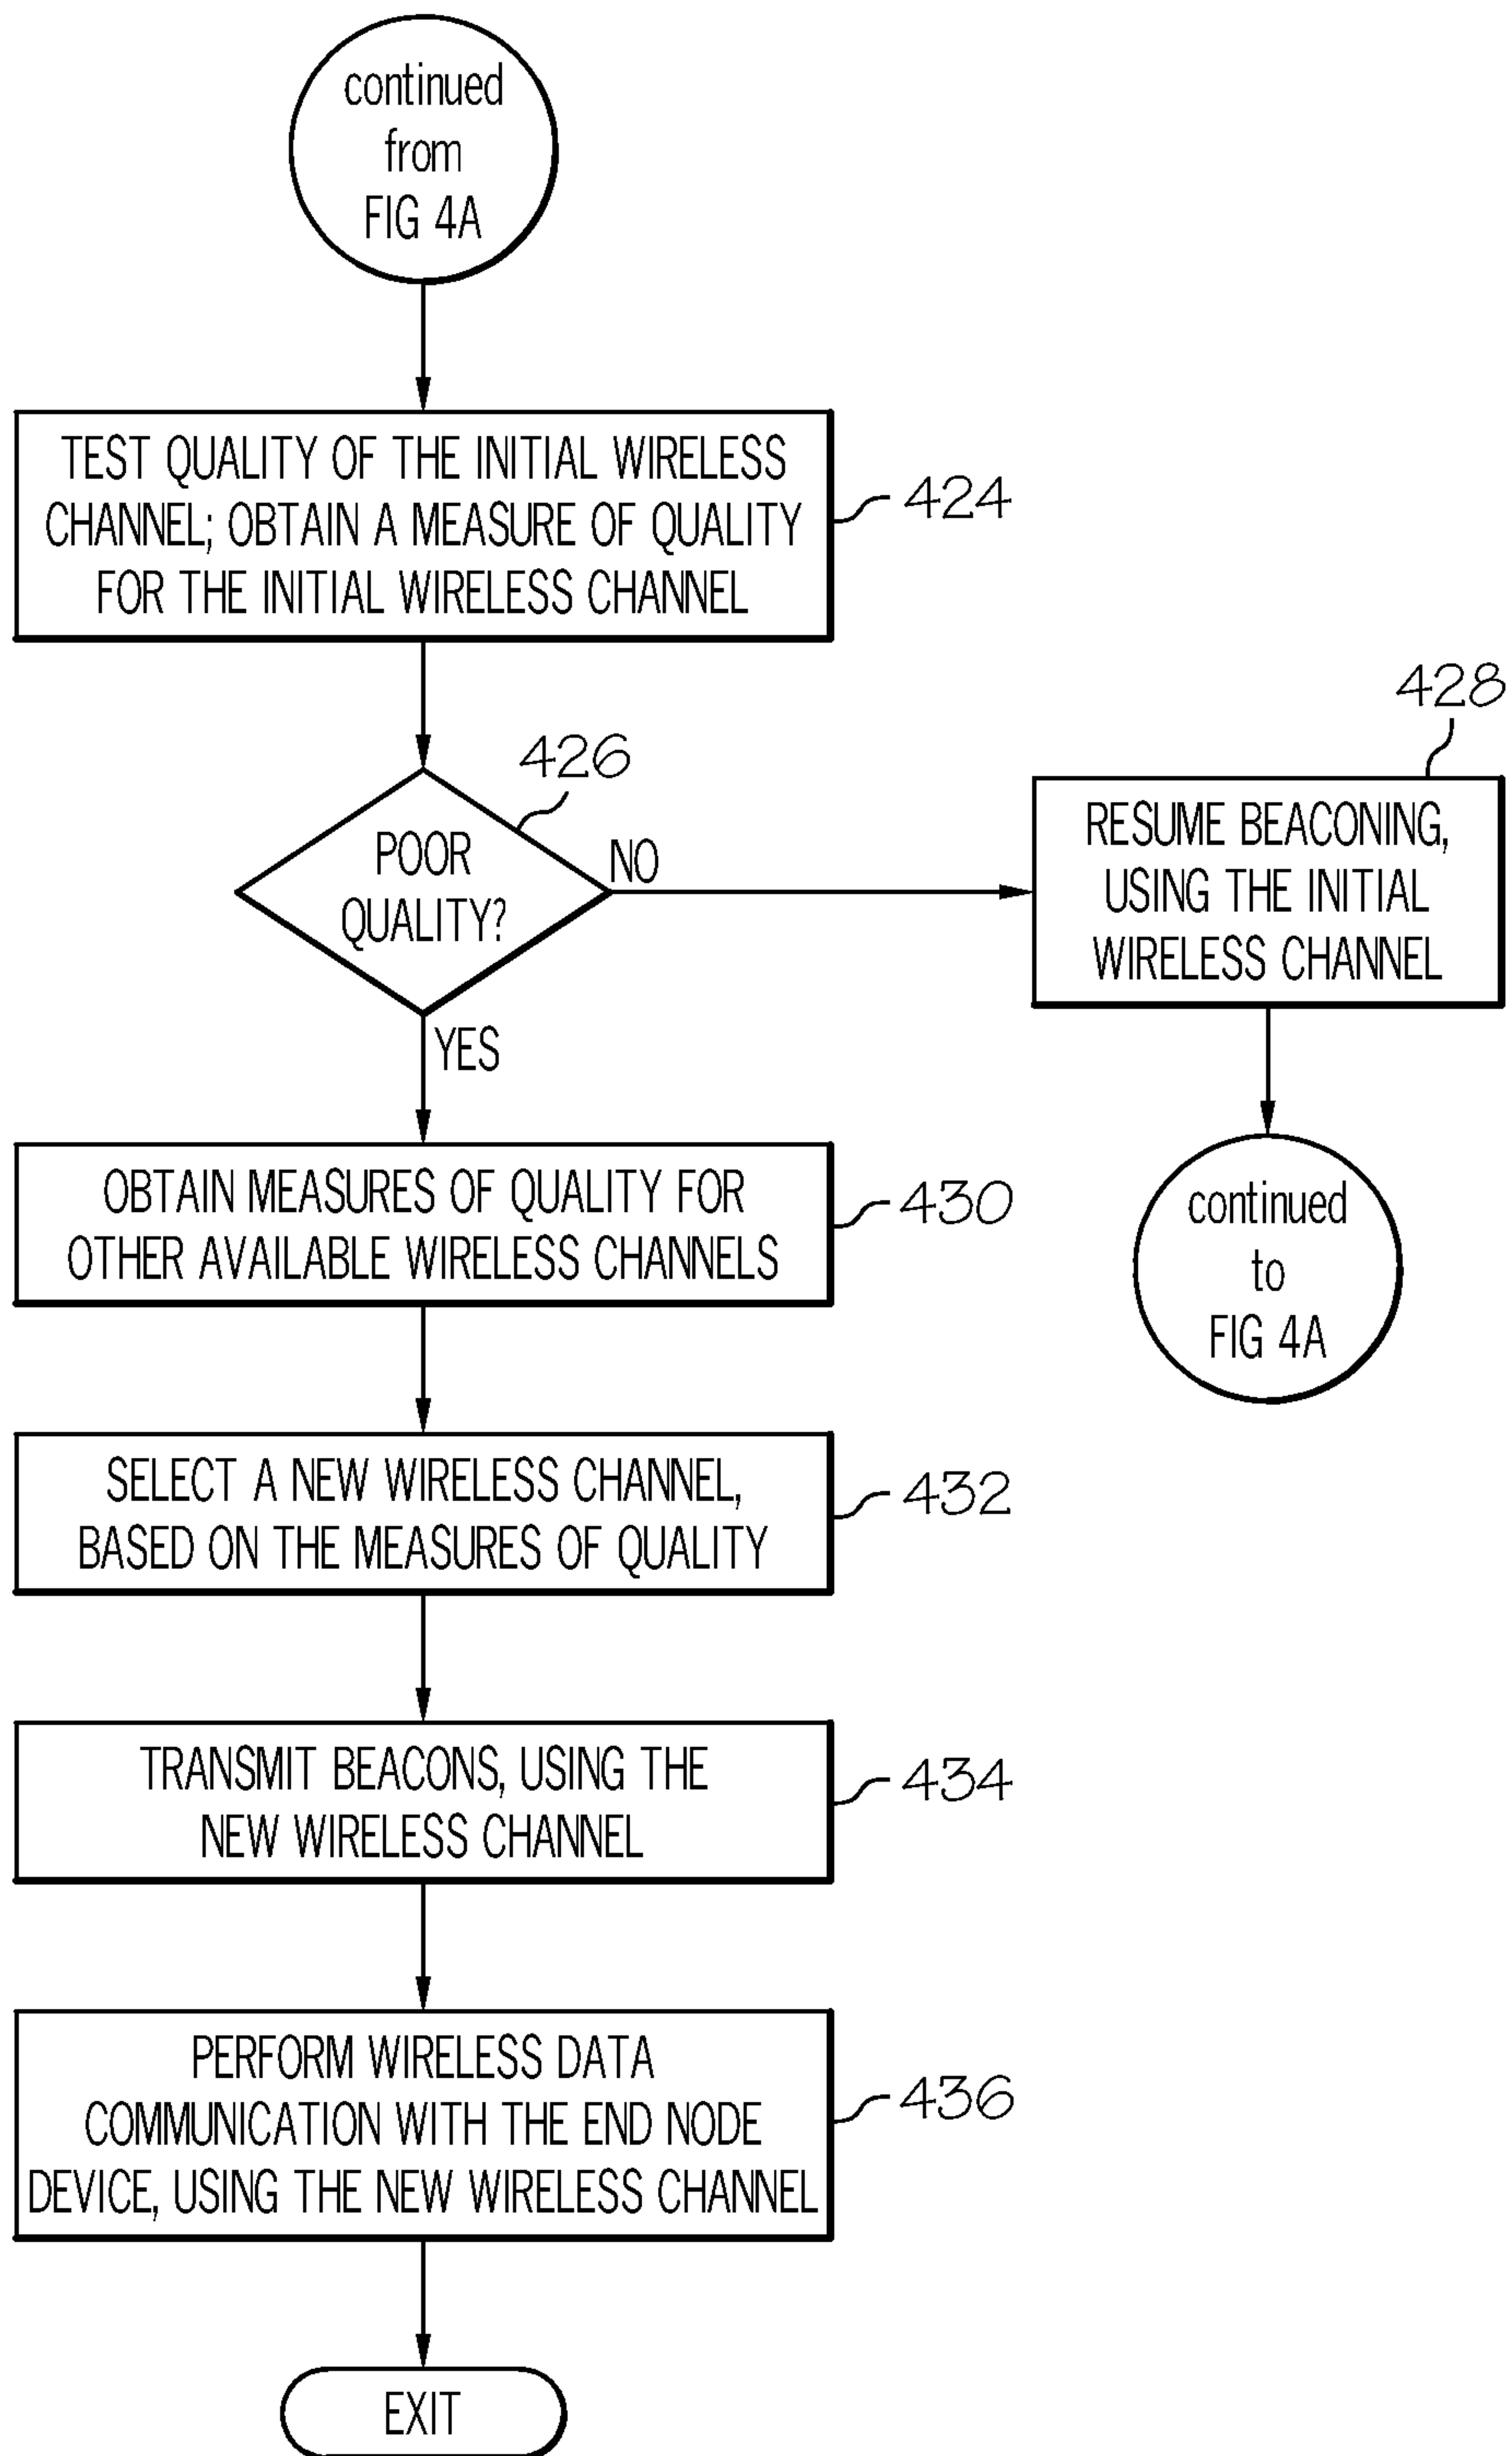 continued
from
FIG 4A
TEST QUALITY OF THE INITIAL WIRELESS
CHANNEL; OBTAIN A MEASURE OF QUALITY
FOR THE INITIAL WIRELESS CHANNEL
424
426
POOR
QUALITY?
NO
YES
428
RESUME BEACONING,
USING THE INITIAL
WIRELESS CHANNEL
continued
to
FIG 4A
OBTAIN MEASURES OF QUALITY FOR
OTHER AVAILABLE WIRELESS CHANNELS
430
SELECT A NEW WIRELESS CHANNEL,
BASED ON THE MEASURES OF QUALITY
432
TRANSMIT BEACONS, USING THE
NEW WIRELESS CHANNEL
434
PERFORM WIRELESS DATA
COMMUNICATION WITH THE END NODE
DEVICE, USING THE NEW WIRELESS CHANNEL
436
EXIT